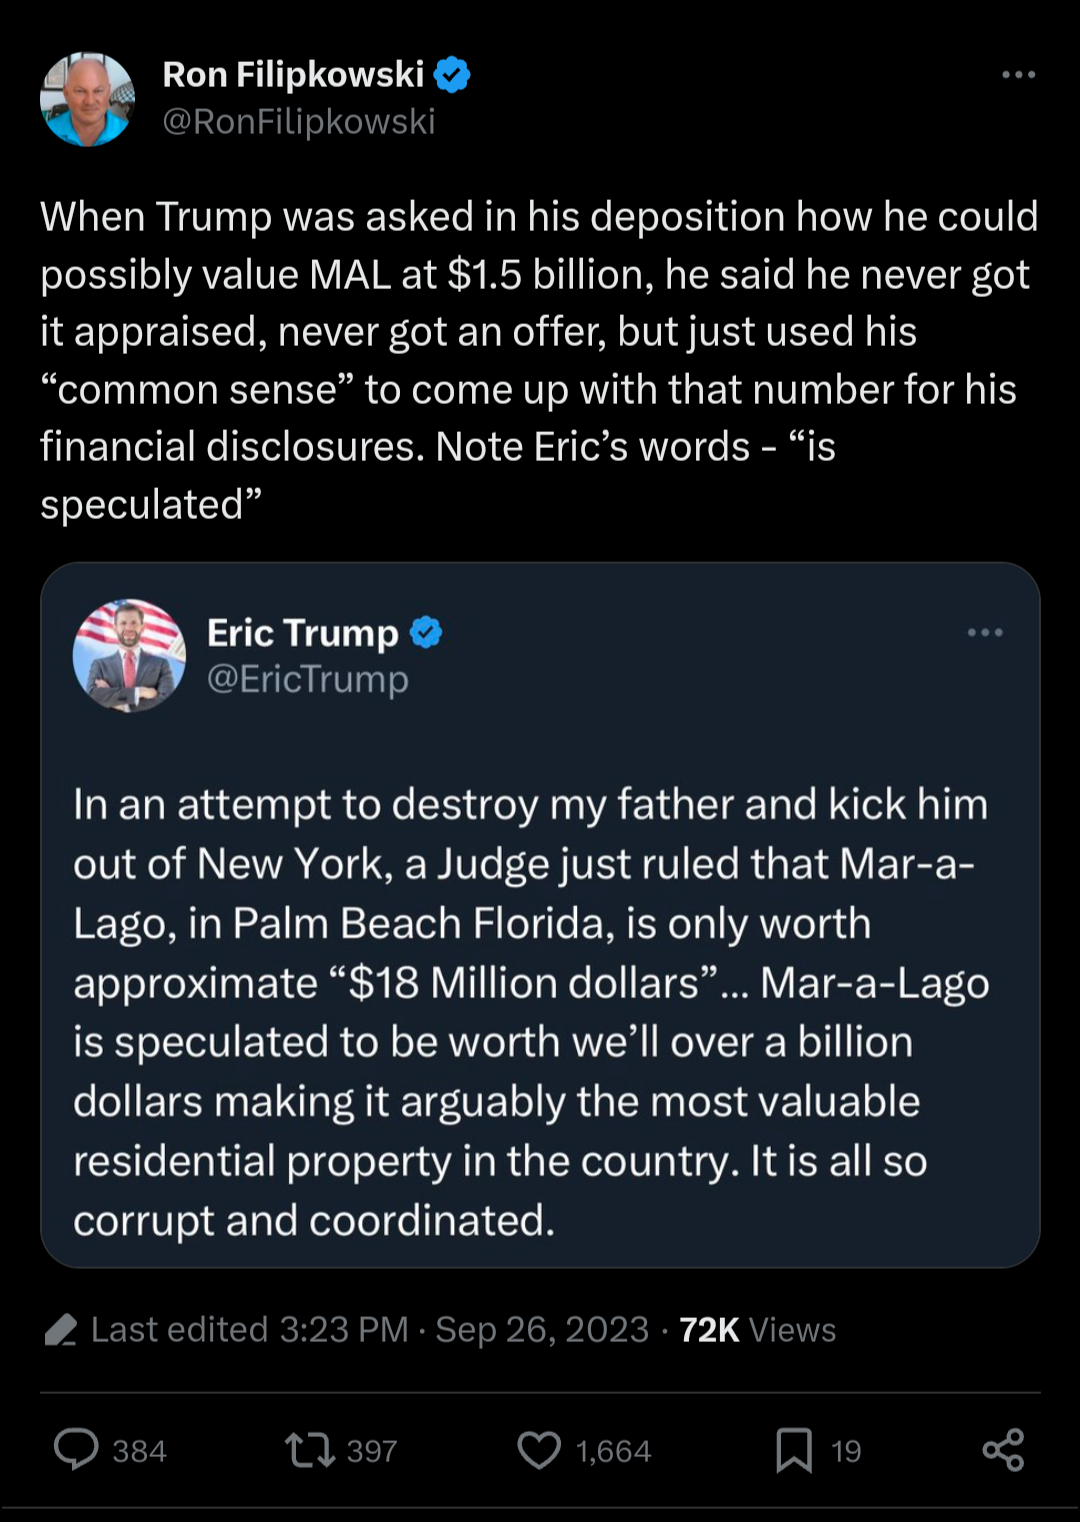 Ron Filipkowski
@RonFilipkowski
When Trump was asked in his deposition how he could
possibly value MAL at $1.5 billion, he said he never got
it appraised, never got an offer, but just used his
“common sense” to come up with that number for his
financial disclosures. Note Eric’s words - “is
speculated”
Eric Trump
@EricTrump
In an attempt to destroy my father and kick him
out of New York, a Judge just ruled that Mar-a-
Lago, in Palm Beach Florida, is only worth
approximate “$18 Million dollars”... Mar-a-Lago
is speculated to be worth we’ll over a billion
dollars making it arguably the most valuable
residential property in the country. It is all so
corrupt and coordinated.
Last edited 3:23 PM · Sep 26, 2023 · 72K Views
384 397 1,664 19